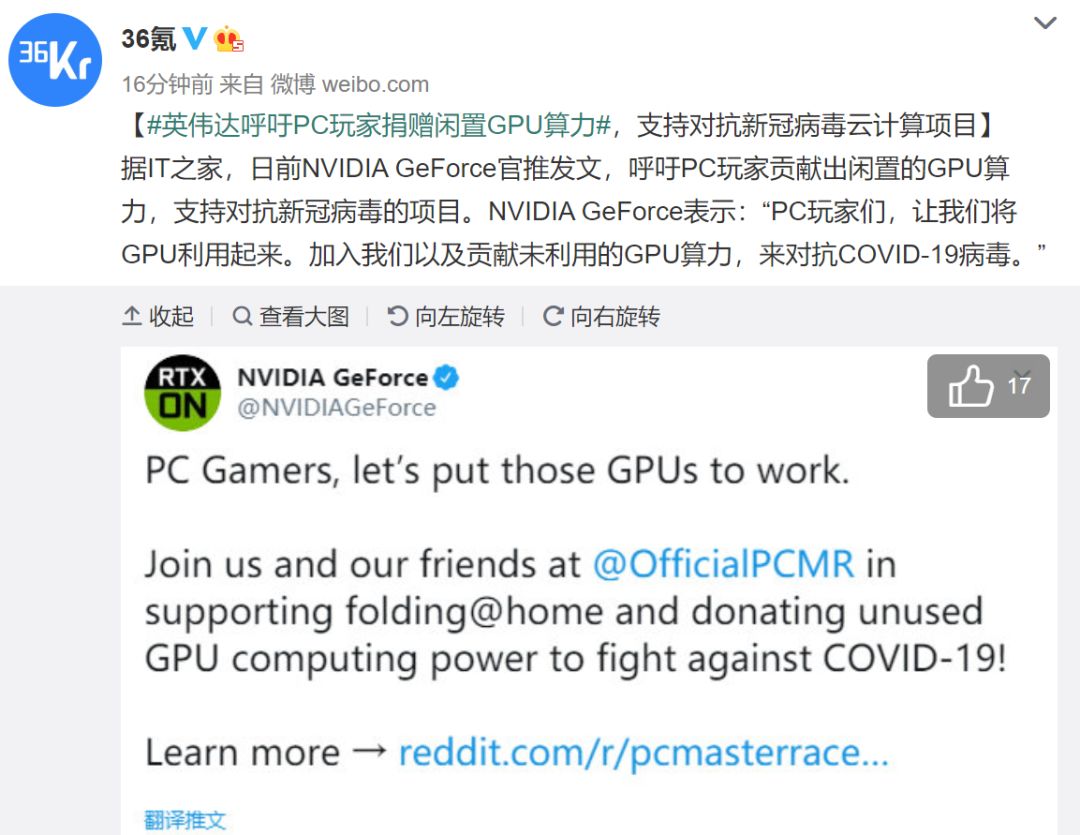 36Kr
36氪
16分钟前 来自 微博 weibo.com
【#英伟达呼吁PC玩家捐赠闲置GPU算力#，支持对抗新冠病毒云计算项目】
据IT之家，日前NVIDIA GeForce官推发文，呼吁PC玩家贡献出闲置的GPU算
力，支持对抗新冠病毒的项目。NVIDIA GeForce表示：“PC玩家们，让我们将
GPU利用起来。加入我们以及贡献未利用的GPU算力，来对抗COVID-19病毒。”
收起 查看大图 向左旋转 向右旋转
RTX ON
NVIDIA GeForce
@NVIDIAGeForce
17
PC Gamers, let’s put those GPUs to work.
Join us and our friends at @OfficialPCMR in
supporting folding@home and donating unused
GPU computing power to fight against COVID-19!
Learn more → reddit.com/r/pcmasterrace...
翻译推文